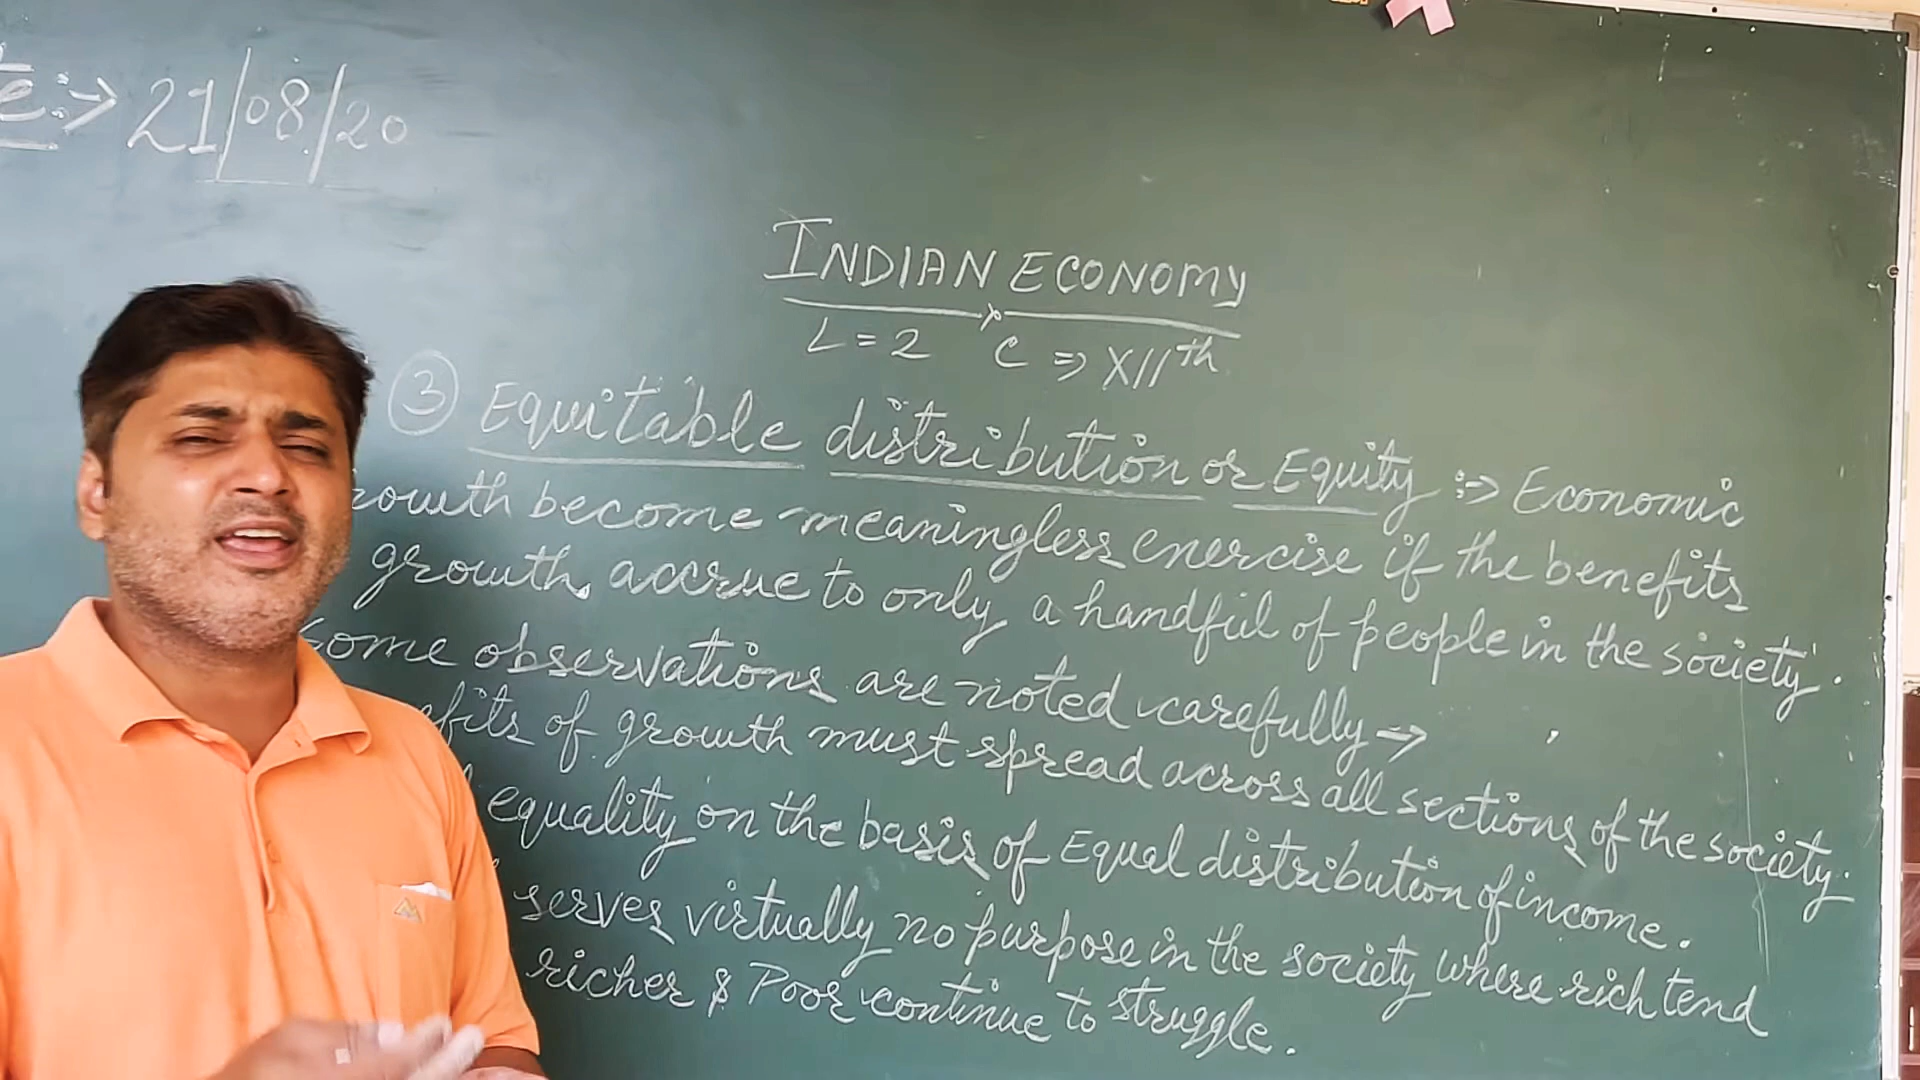 21/08/20
INDIAN ECONOMY
L = 2 C => XIIth
③ Equitable distribution or Equity :-> Economic
rowth become meaningless enercise if the benefits
growth, accrue to only a handful of people in the society.
Some observations are noted carefully ->
efits of growth must spread across all sections of the society.
equality on the basis of Equal distribution of income.
serves virtually no purpose in the society where rich tend
richer & Poor continue to struggle.